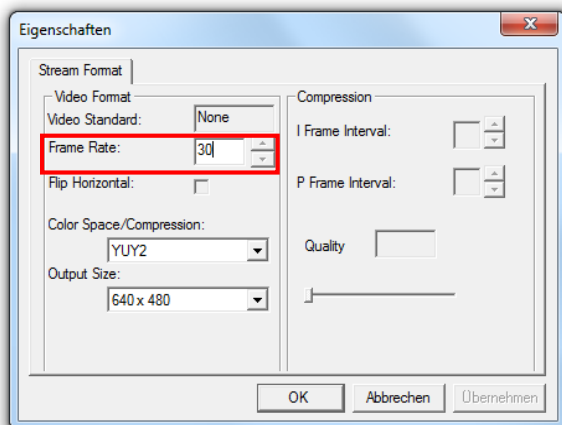 Eigenschaften
Stream Format
Video Format
Video Standard: None
Frame Rate: 30
Flip Horizontal:
Color Space/Compression:
YUY2
Output Size:
640 x 480
Compression
I Frame Interval:
P Frame Interval:
Quality
OK Abbrechen Übernehmen